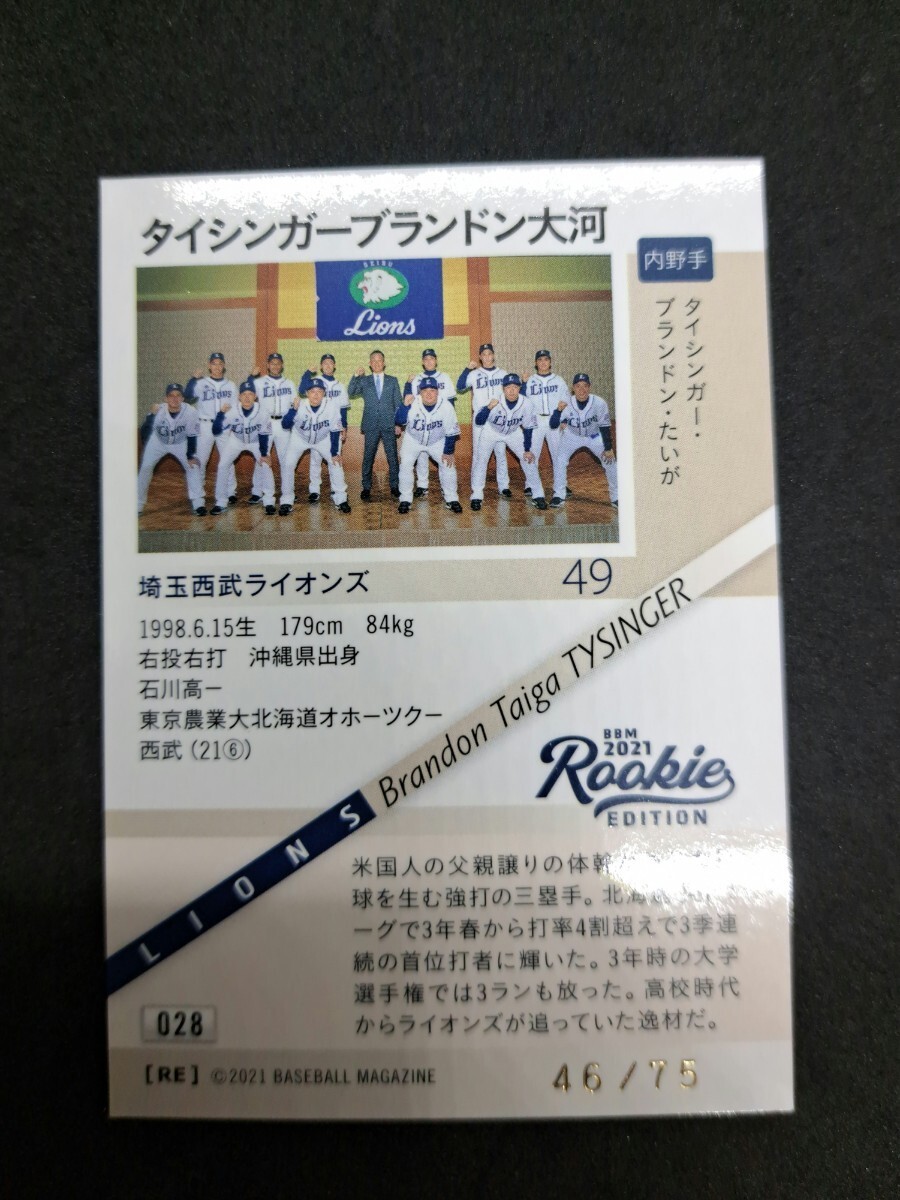 タイシンガーブランドン大河
内野手
タイシンガー・
ブランドン・たいが
SEIBU
Lions
埼玉西武ライオンズ
49
1998.6.15生 179cm 84kg
右投右打 沖縄県出身
石川高ー
東京農業大北海道オホーツクー
西武(21⑥)
LIONS
Brandon Taiga TYSINGER
BBM
2021
Rookie
EDITION
米国人の父親譲りの体幹
球を生む強打の三塁手。北海道
ーグで3年春から打率4割超えで3季連
続の首位打者に輝いた。3年時の大学
選手権では3ランも放った。高校時代
からライオンズが追っていた逸材だ。
028
[RE] ©2021 BASEBALL MAGAZINE
46/75